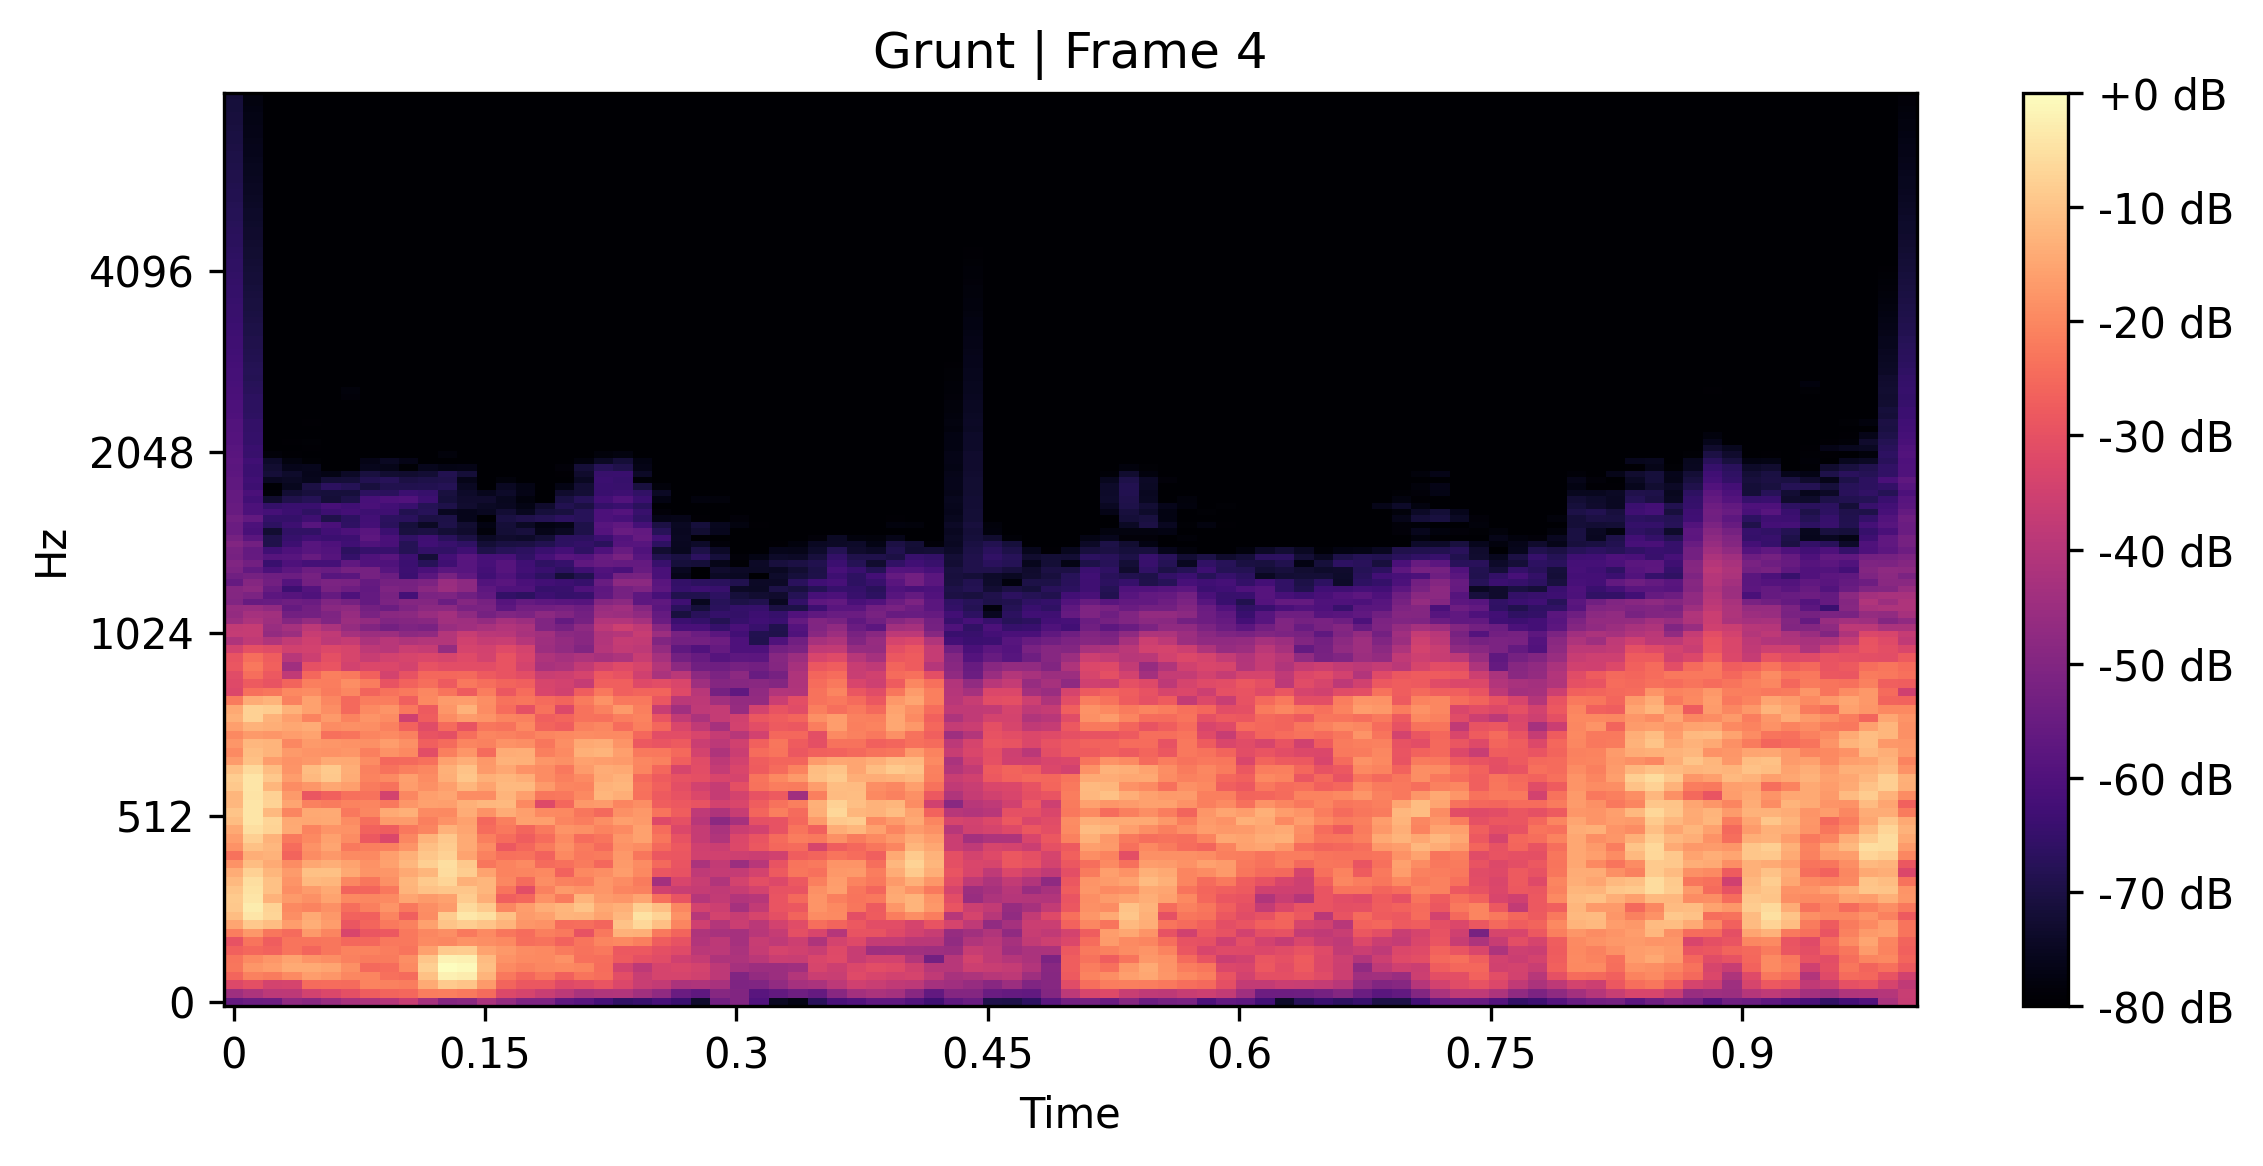 Grunt | Frame 4
+0 dB
-10 dB
-20 dB
-30 dB
-40 dB
-50 dB
-60 dB
-70 dB
-80 dB
4096
2048
1024
512
0
Hz
0 0.15 0.3 0.45 0.6 0.75 0.9
Time